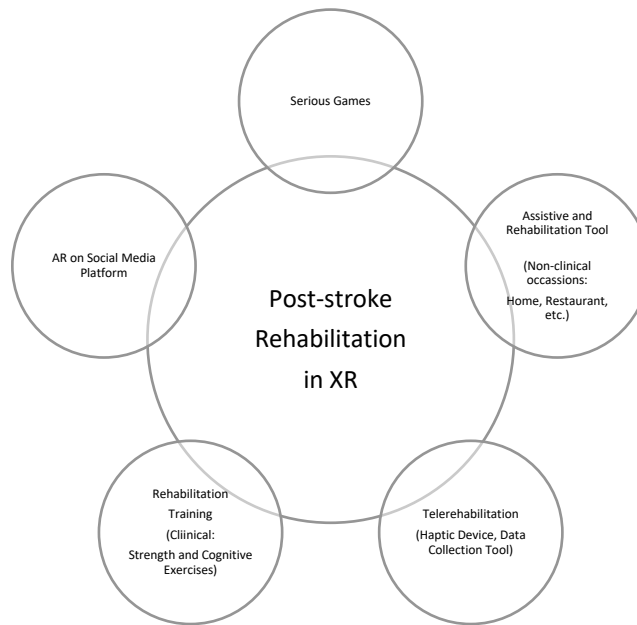 Serious Games
AR on Social Media
Platform
Assistive and
Rehabilitation Tool
(Non-clinical
occassions:
Home, Restaurant,
etc.)
Post-stroke
Rehabilitation
in XR
Rehabilitation
Training
(Cliinical:
Strength and Cognitive
Exercises)
Telerehabilitation
(Haptic Device, Data
Collection Tool)